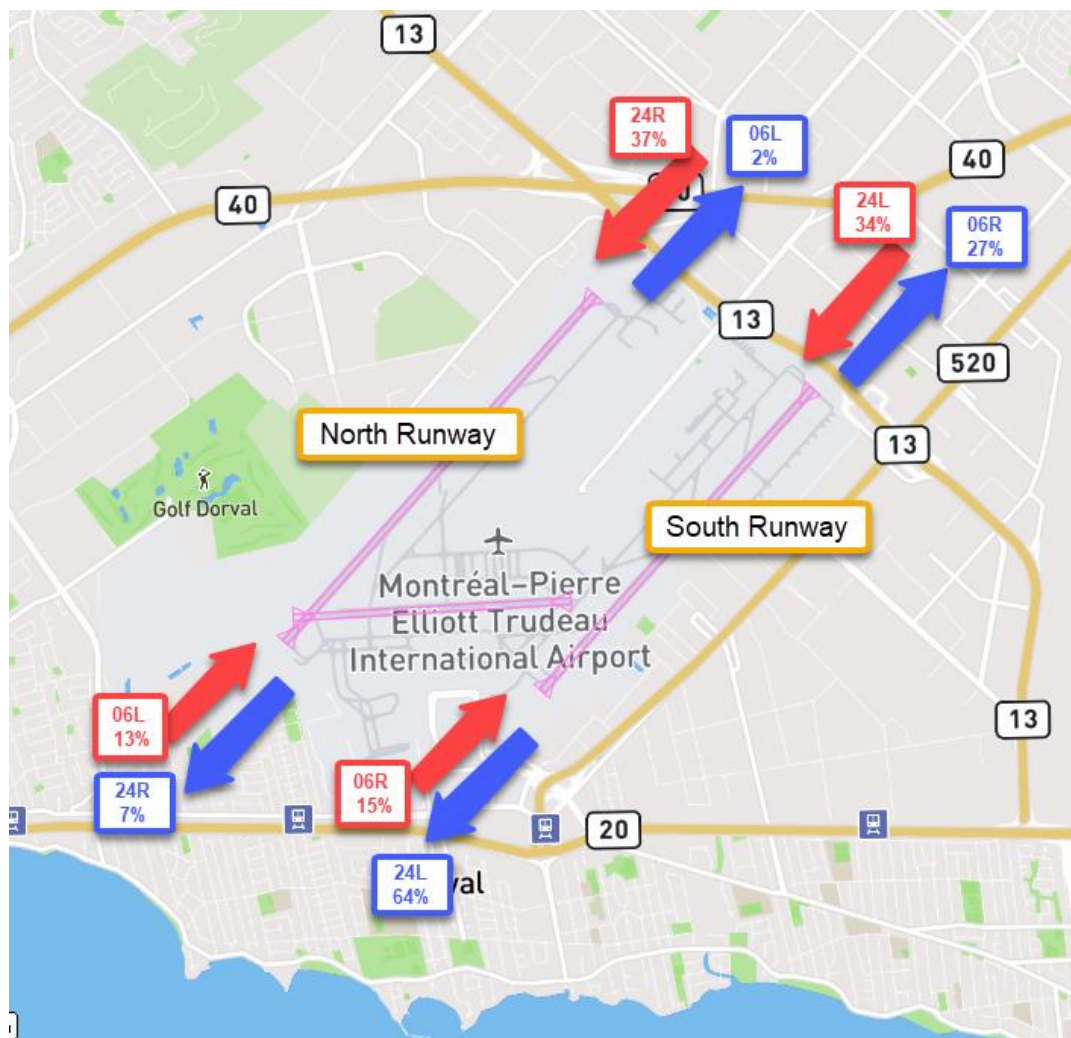 13
24R
37%
06L
2%
40
40
24L
34%
06R
27%
13
520
North Runway
13
Golf Dorval
South Runway
Montréal–Pierre
Elliott Trudeau
International Airport
06L
13%
24R
7%
06R
15%
13
20
24L
64%
val